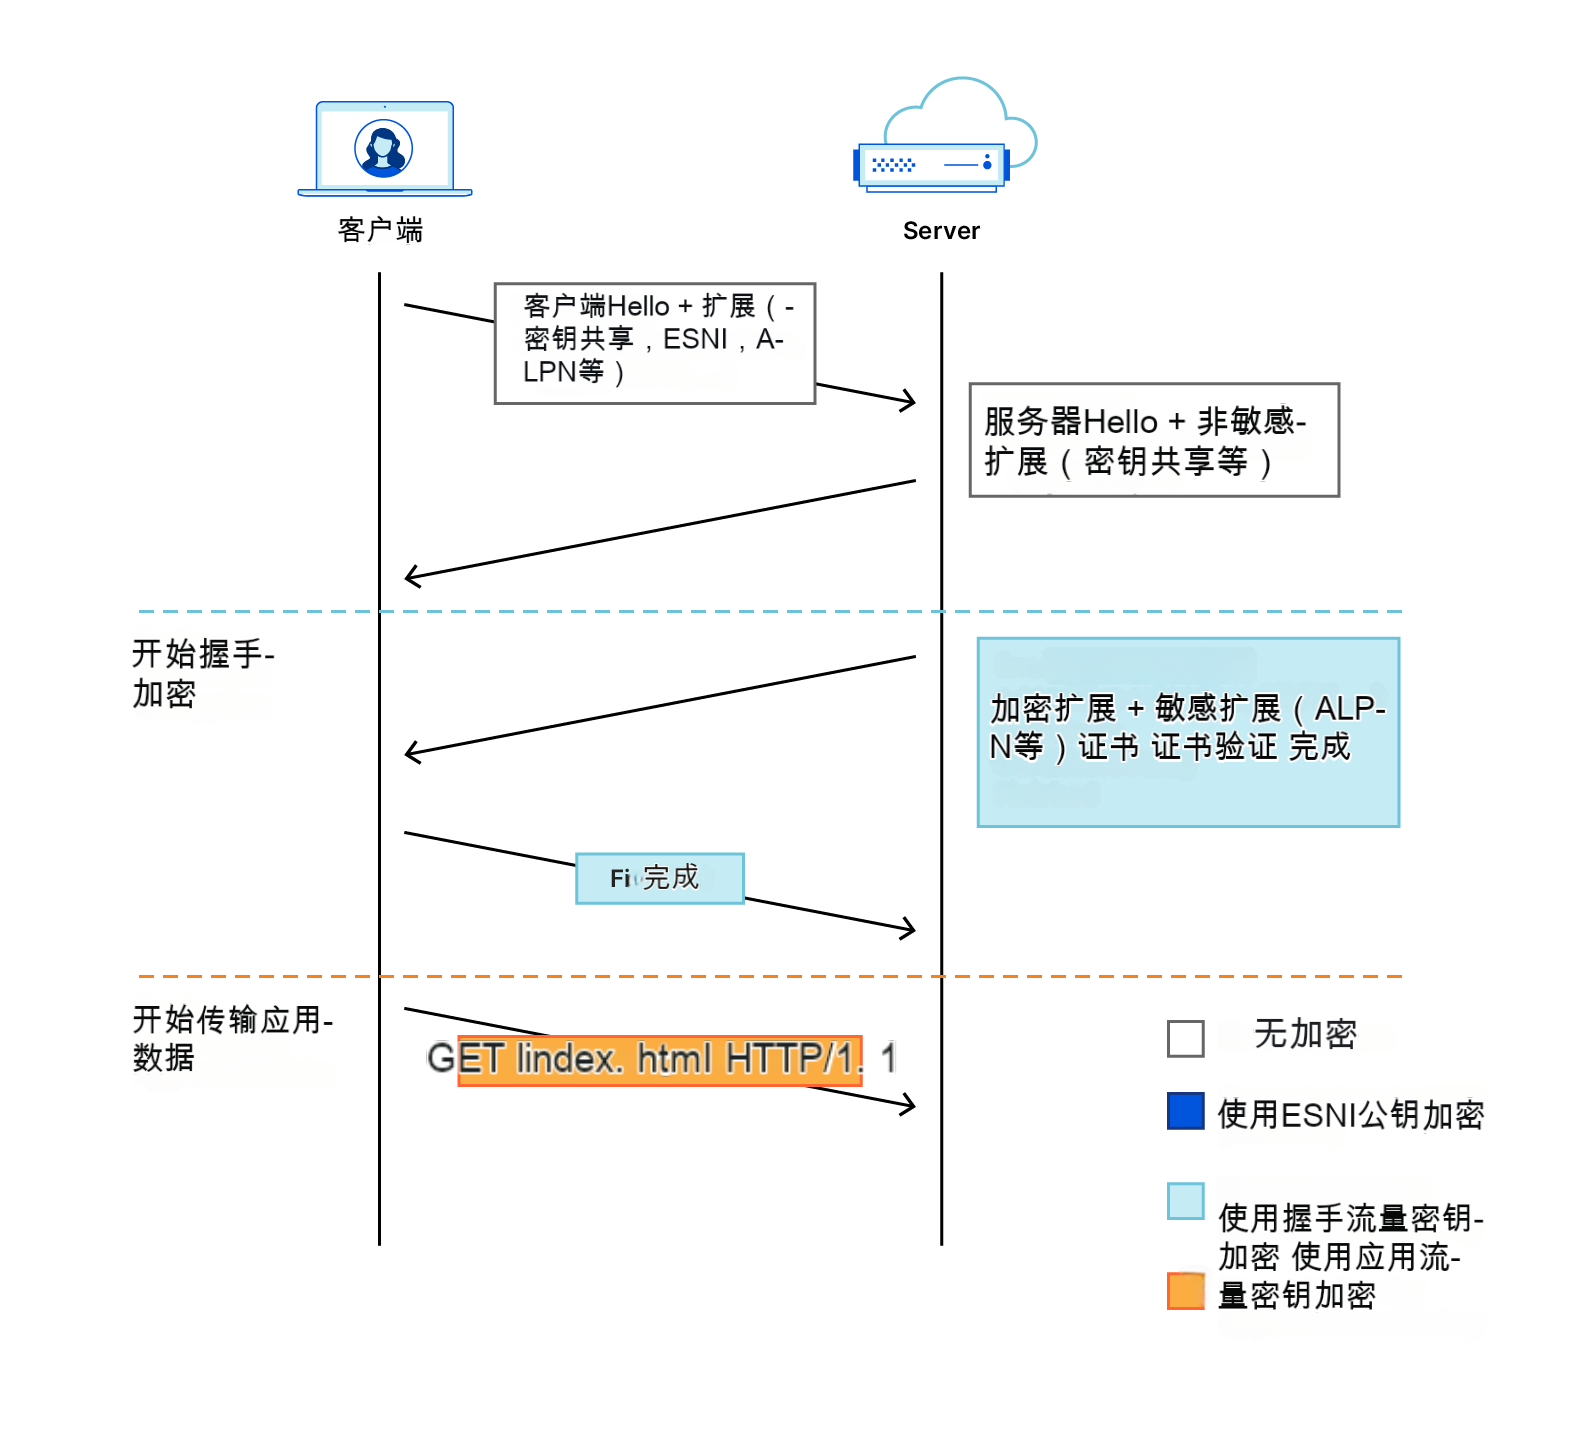 客户端
Server
客户端Hello + 扩展（-
密钥共享，ESNI，A-
LPN等）
服务器Hello + 非敏感-
扩展（密钥共享等）
开始握手-
加密
加密扩展 + 敏感扩展（ALP-
N等）证书 证书验证 完成
Fi 完成
开始传输应用-
数据
GET lindex. html HTTP/1. 1
无加密
使用ESNI公钥加密
使用握手流量密钥-
加密 使用应用流-
量密钥加密